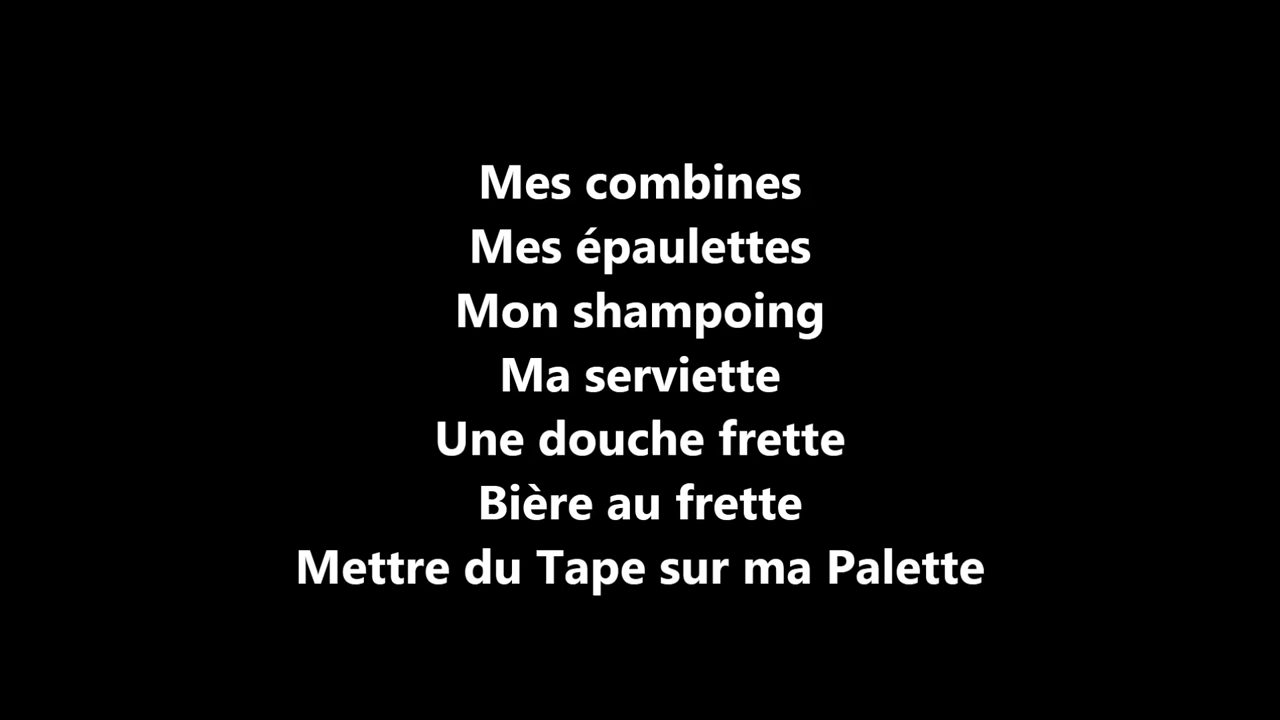 Mes combines
Mes épaulettes
Mon shampoing
Ma serviette
Une douche frette
Bière au frette
Mettre du Tape sur ma Palette